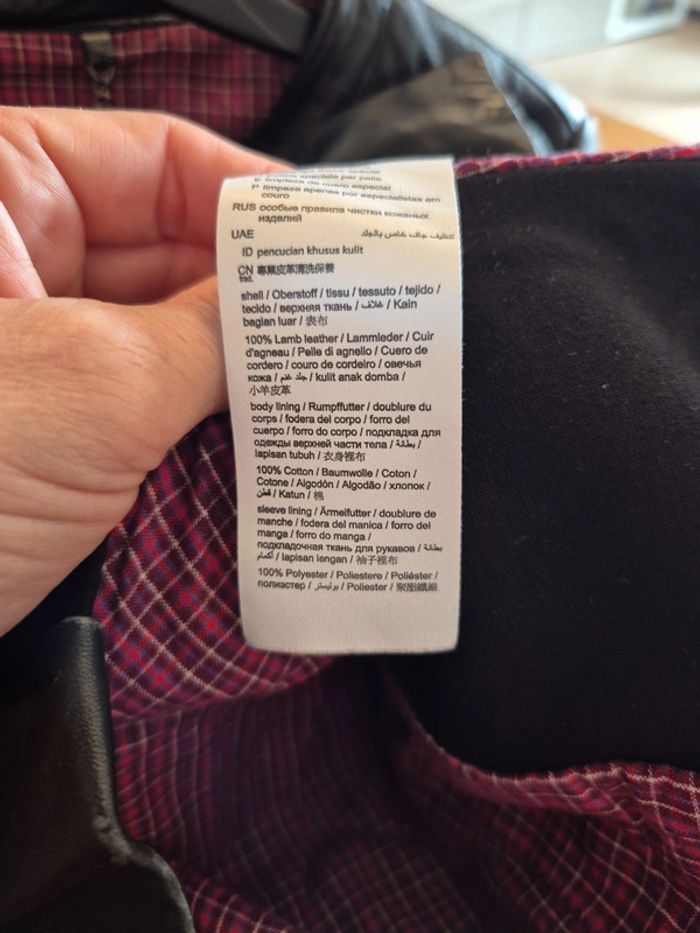 speciale per pelle
E limpieza de cuero especial
P limpeza apenas por especialistas em
couro
RUS особые правила чистки кожаных
изделий
UAE تنظيف جاف خاص بالجلد
ID pencucian khusus kulit
CN 專業皮革清洗保養
trad.
shell / Oberstoff / tissu / tessuto / tejido /
tecido / верхняя ткань / غلاف / Kain
bagian luar / 表布
100% Lamb leather / Lammleder / Cuir
d'agneau / Pelle di agnello / Cuero de
cordero / couro de cordeiro / овечья
кожа / جلد غنم / kulit anak domba /
小羊皮革
body lining / Rumpffutter / doublure du
corps / fodera del corpo / forro del
cuerpo / forro do corpo / подкладка для
одежды верхней части тела / بطانة /
lapisan tubuh / 衣身裡布
100% Cotton / Baumwolle / Coton /
Cotone / Algodón / Algodão / хлопок /
قطن / Katun / 棉
sleeve lining / Ärmelfutter / doublure de
manche / fodera del manica / forro del
manga / forro do manga /
подкладочная ткань для рукавов / بطانة
أكمام / lapisan lengan / 袖子裡布
100% Polyester / Poliestere / Poliéster /
полиэстер / بوليستر / Poliester / 聚酯纖維